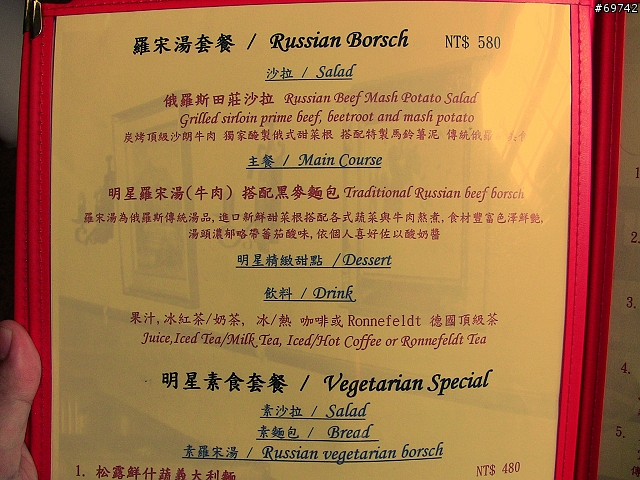 #69742
羅宋湯套餐 / Russian Borsch NT$ 580
沙拉 / Salad
俄羅斯田莊沙拉 Russian Beef Mash Potato Salad
Grilled sirloin prime beef, beetroot and mash potato
炭烤頂級沙朗牛肉 獨家醃製俄式甜菜根 搭配特製馬鈴薯泥 傳統俄羅
主餐 / Main Course
明星羅宋湯(牛肉) 搭配黑麥麵包 Traditional Russian beef borsch
羅宋湯為俄羅斯傳統湯品,進口新鮮甜菜根搭配各式蔬菜與牛肉熬煮,食材豐富色澤鮮艷,
湯頭濃郁略帶蕃茄酸味,依個人喜好佐以酸奶醬
明星精緻甜點 /Dessert
飲料 / Drink
果汁,冰紅茶/奶茶, 冰/熱 咖啡或 Ronnefeldt 德國頂級茶
Juice,Iced Tea/Milk Tea, Iced/Hot Coffee or Ronnefeldt Tea
明星素食套餐 / Vegetarian Special
素沙拉 / Salad
素麵包 / Bread
素羅宋湯 / Russian vegetarian borsch
1. 松露鮮什蔬義大利麵 NT$ 480
2.
3.
4.
5.